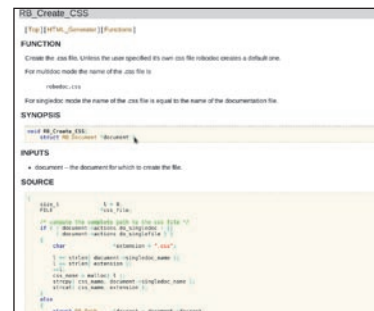 RB_Create_CSS
[Top][HTML_Generator][Functions]
FUNCTION
Create the .css file. Unless the user specified it's own css file robodoc creates a default one.
For multidoc mode the name of the .css file is
robodoc.css
For singledoc mode the name of the .css file is equal to the name of the documentation file.
SYNOPSIS
void RB_Create_CSS(
struct RB_Document *document )
INPUTS
• document -- the document for which to create the file.
SOURCE
{
size_t l = 0;
FILE *css_file;
/* compute the complete path to the css file */
if ( ( document->actions.do_singledoc ) ||
( document->actions.do_singlefile ) )
{
char *extension = ".css";
l += strlen( document->singledoc_name );
l += strlen( extension );
++l;
css_name = malloc( l );
strcpy( css_name, document->singledoc_name );
strcat( css_name, extension );
}
else
{